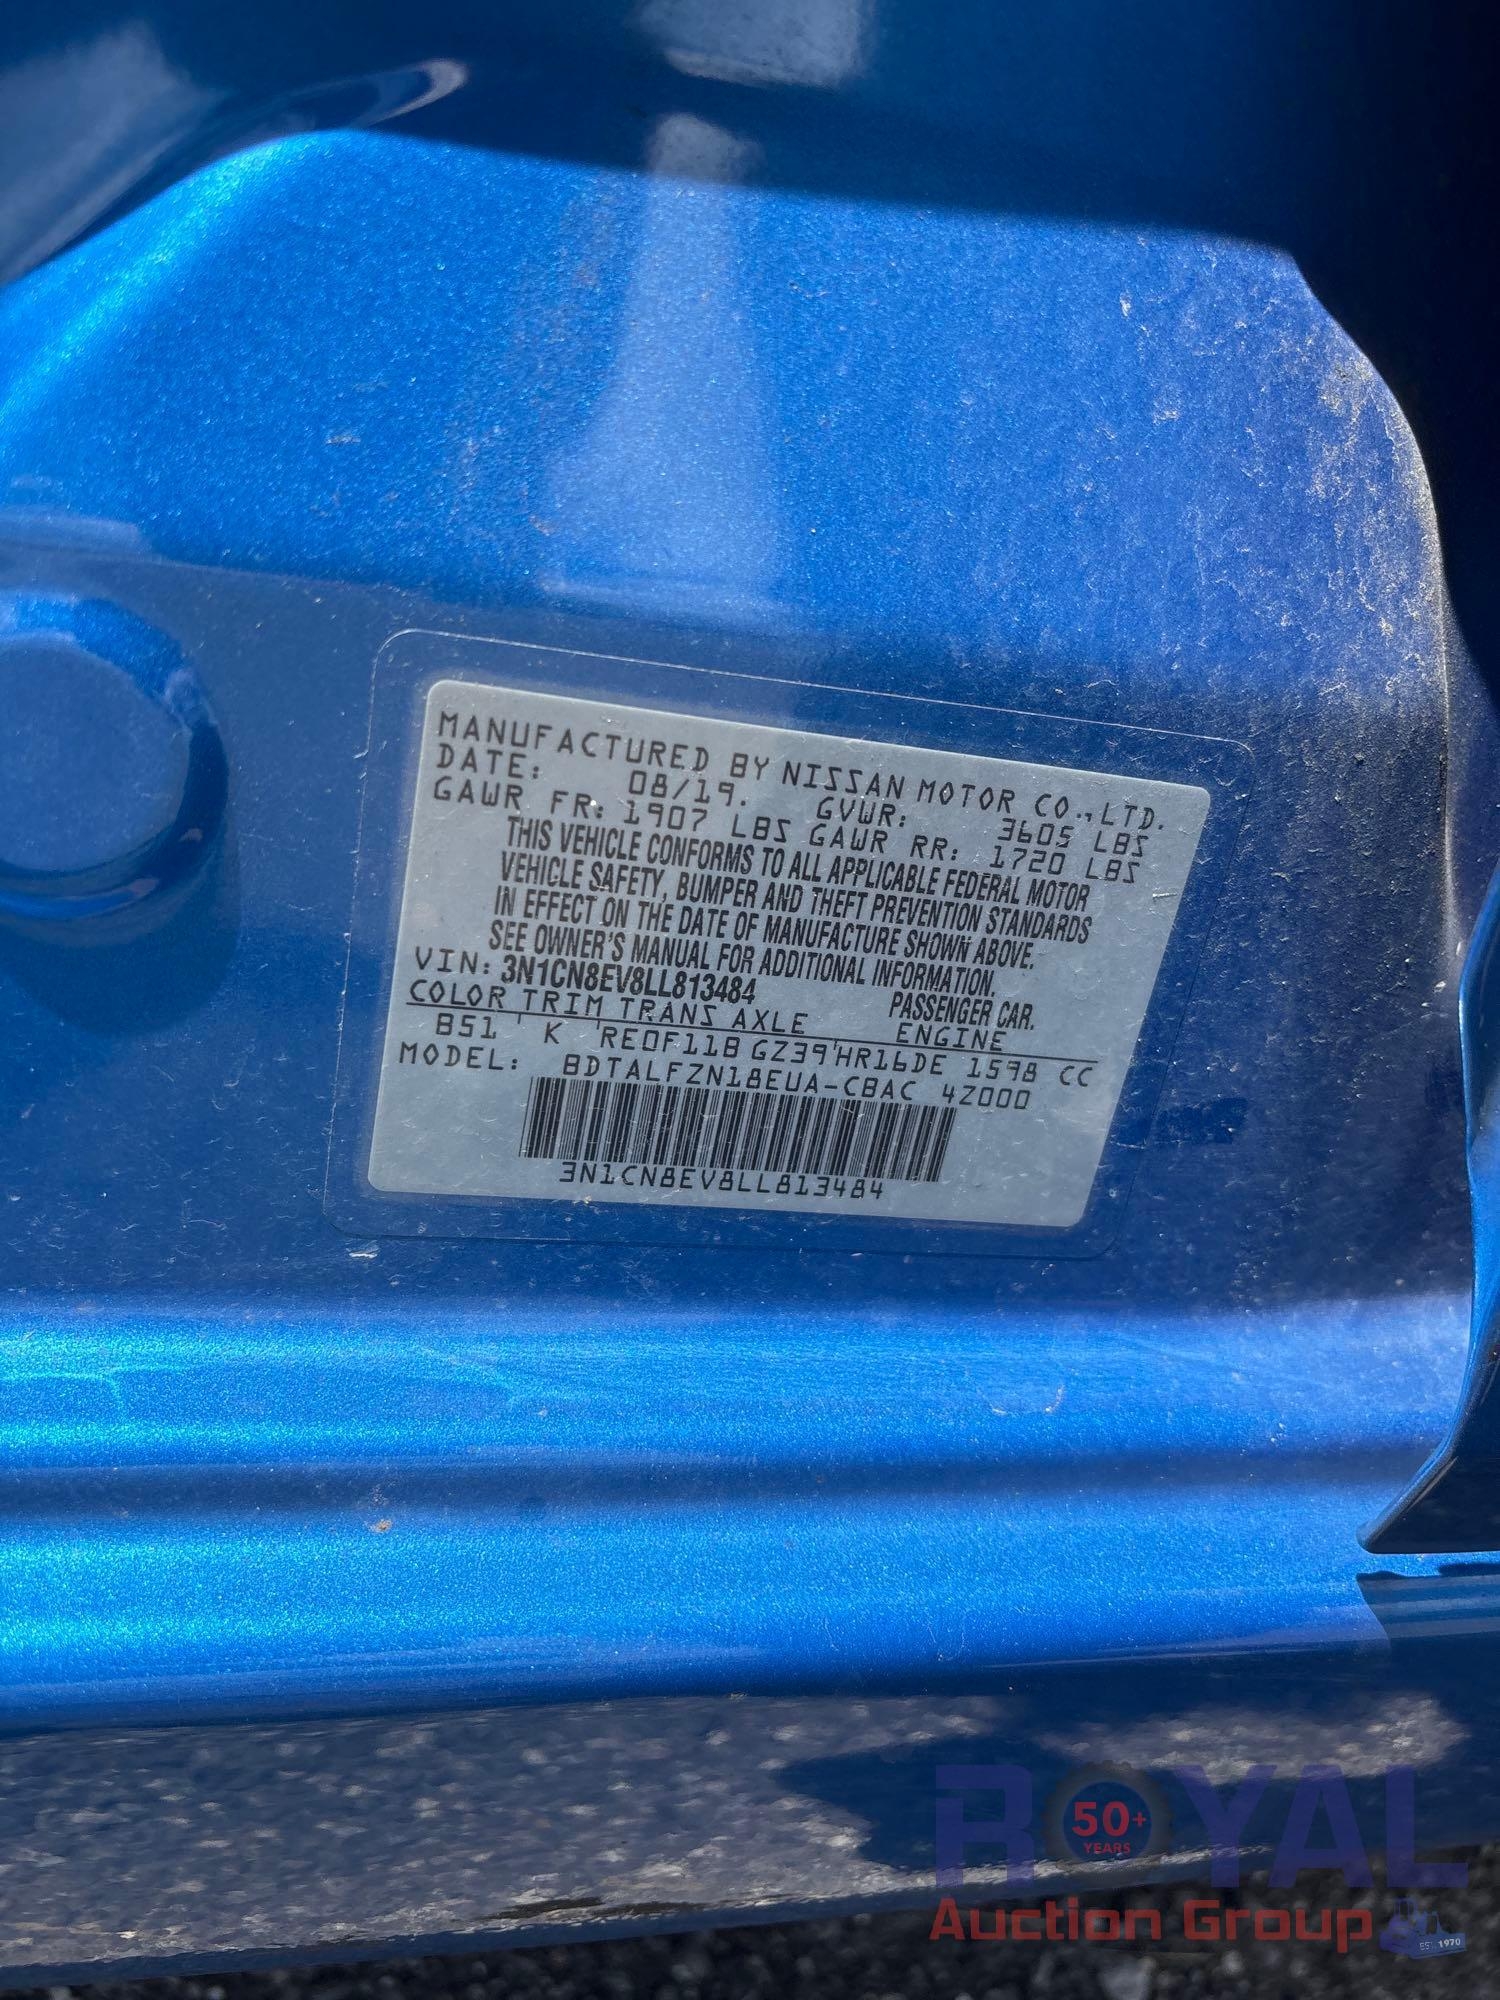 MANUFACTURED BY NISSAN MOTOR CO.,LTD.
DATE: 08/19. GVWR: 3605 LBS
GAWR FR: 1907 LBS GAWR RR: 1720 LBS
THIS VEHICLE CONFORMS TO ALL APPLICABLE FEDERAL MOTOR
VEHICLE SAFETY, BUMPER AND THEFT PREVENTION STANDARDS
IN EFFECT ON THE DATE OF MANUFACTURE SHOWN ABOVE.
SEE OWNER'S MANUAL FOR ADDITIONAL INFORMATION.
VIN: 3N1CN8EV8LL813484 PASSENGER CAR.
COLOR TRIM TRANS AXLE ENGINE
B51 K RE0F11B GZ39 HR16DE 1598 CC
MODEL: BDTALFZN18EUA-CBAC 4Z000
3N1CN8EV8LL813484
ROYAL
50+
YEARS
Auction Group
EST. 1970